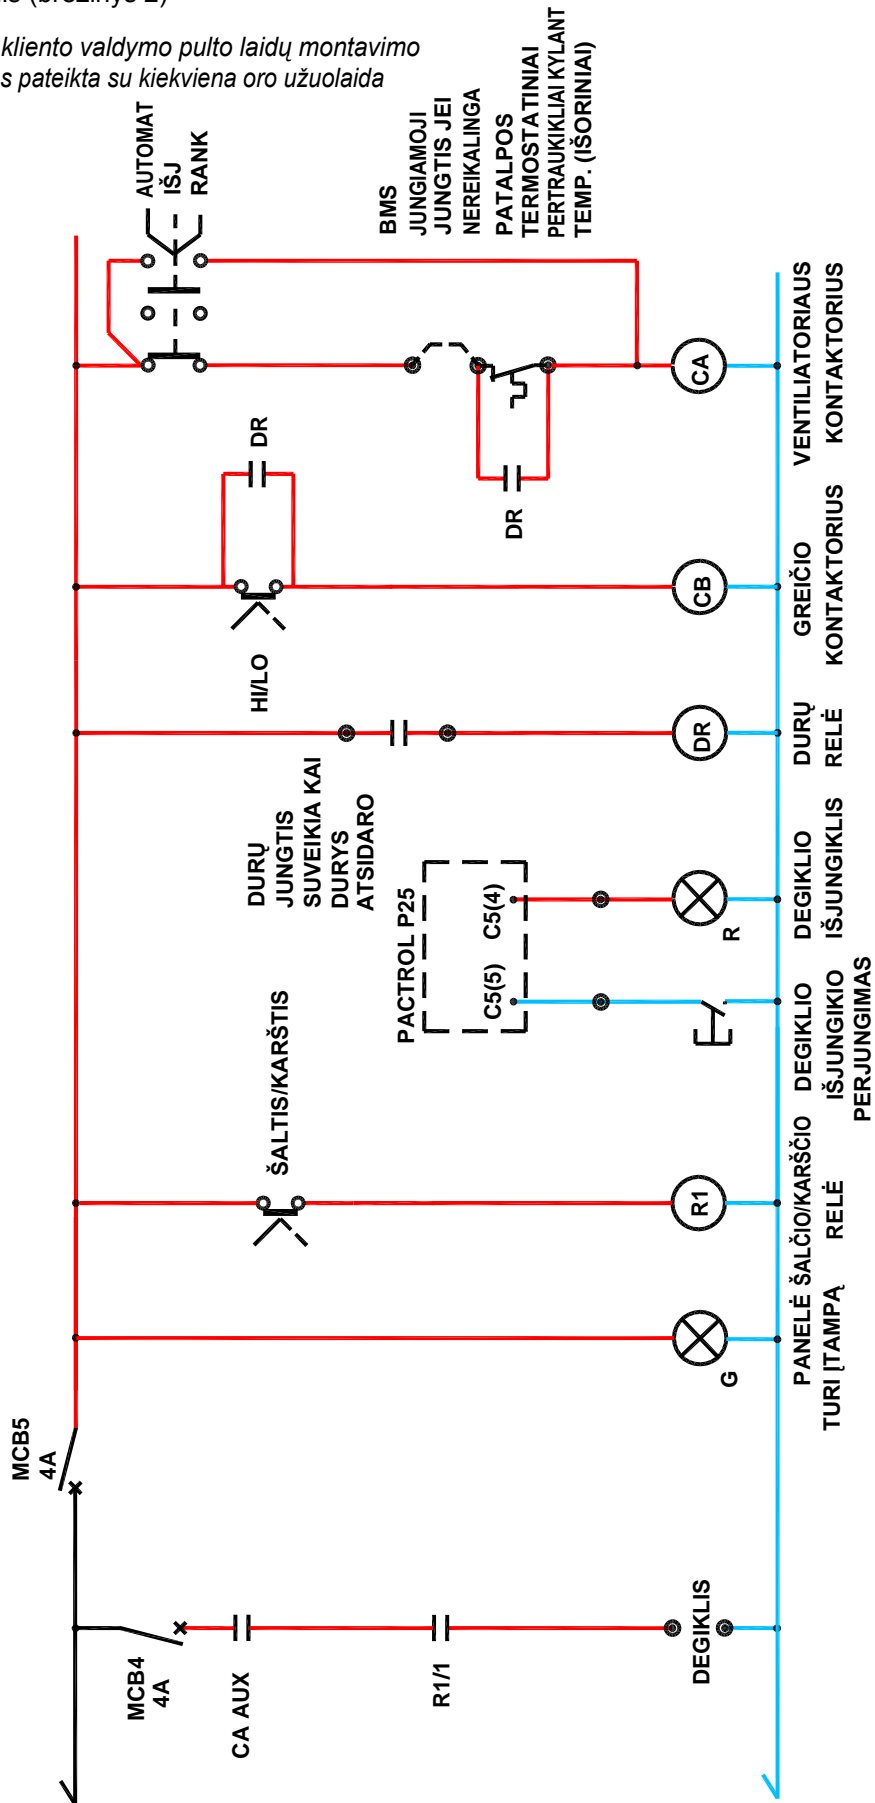 kliento valdymo pulto laidų montavimo
s pateikta su kiekviena oro užuolaida
AUTOMAT
IŠJ
RANK
BMS
JUNGIAMOJI
JUNGTIS JEI
NEREIKALINGA
PATALPOS
TERMOSTATINIAI
PERTRAUKIKLIAI KYLANT
TEMP. (IŠORINIAI)
DR
DR
CA
VENTILIATORIAUS
KONTAKTORIUS
HI/LO
CB
GREIČIO
KONTAKTORIUS
DURŲ
JUNGTIS
SUVEIKIA KAI
DURYS
ATSIDARO
DR
DURŲ
RELĖ
PACTROL P25
C5(4)
C5(5)
R
DEGIKLIO
IŠJUNGIKLIS
DEGIKLIO
IŠJUNGIKIO
PERJUNGIMAS
ŠALTIS/KARŠTIS
R1
ŠALČIO/KARŠČIO
RELĖ
G
PANELĖ
TURI ĮTAMPĄ
MCB5
4A
MCB4
4A
CA AUX
R1/1
DEGIKLIS